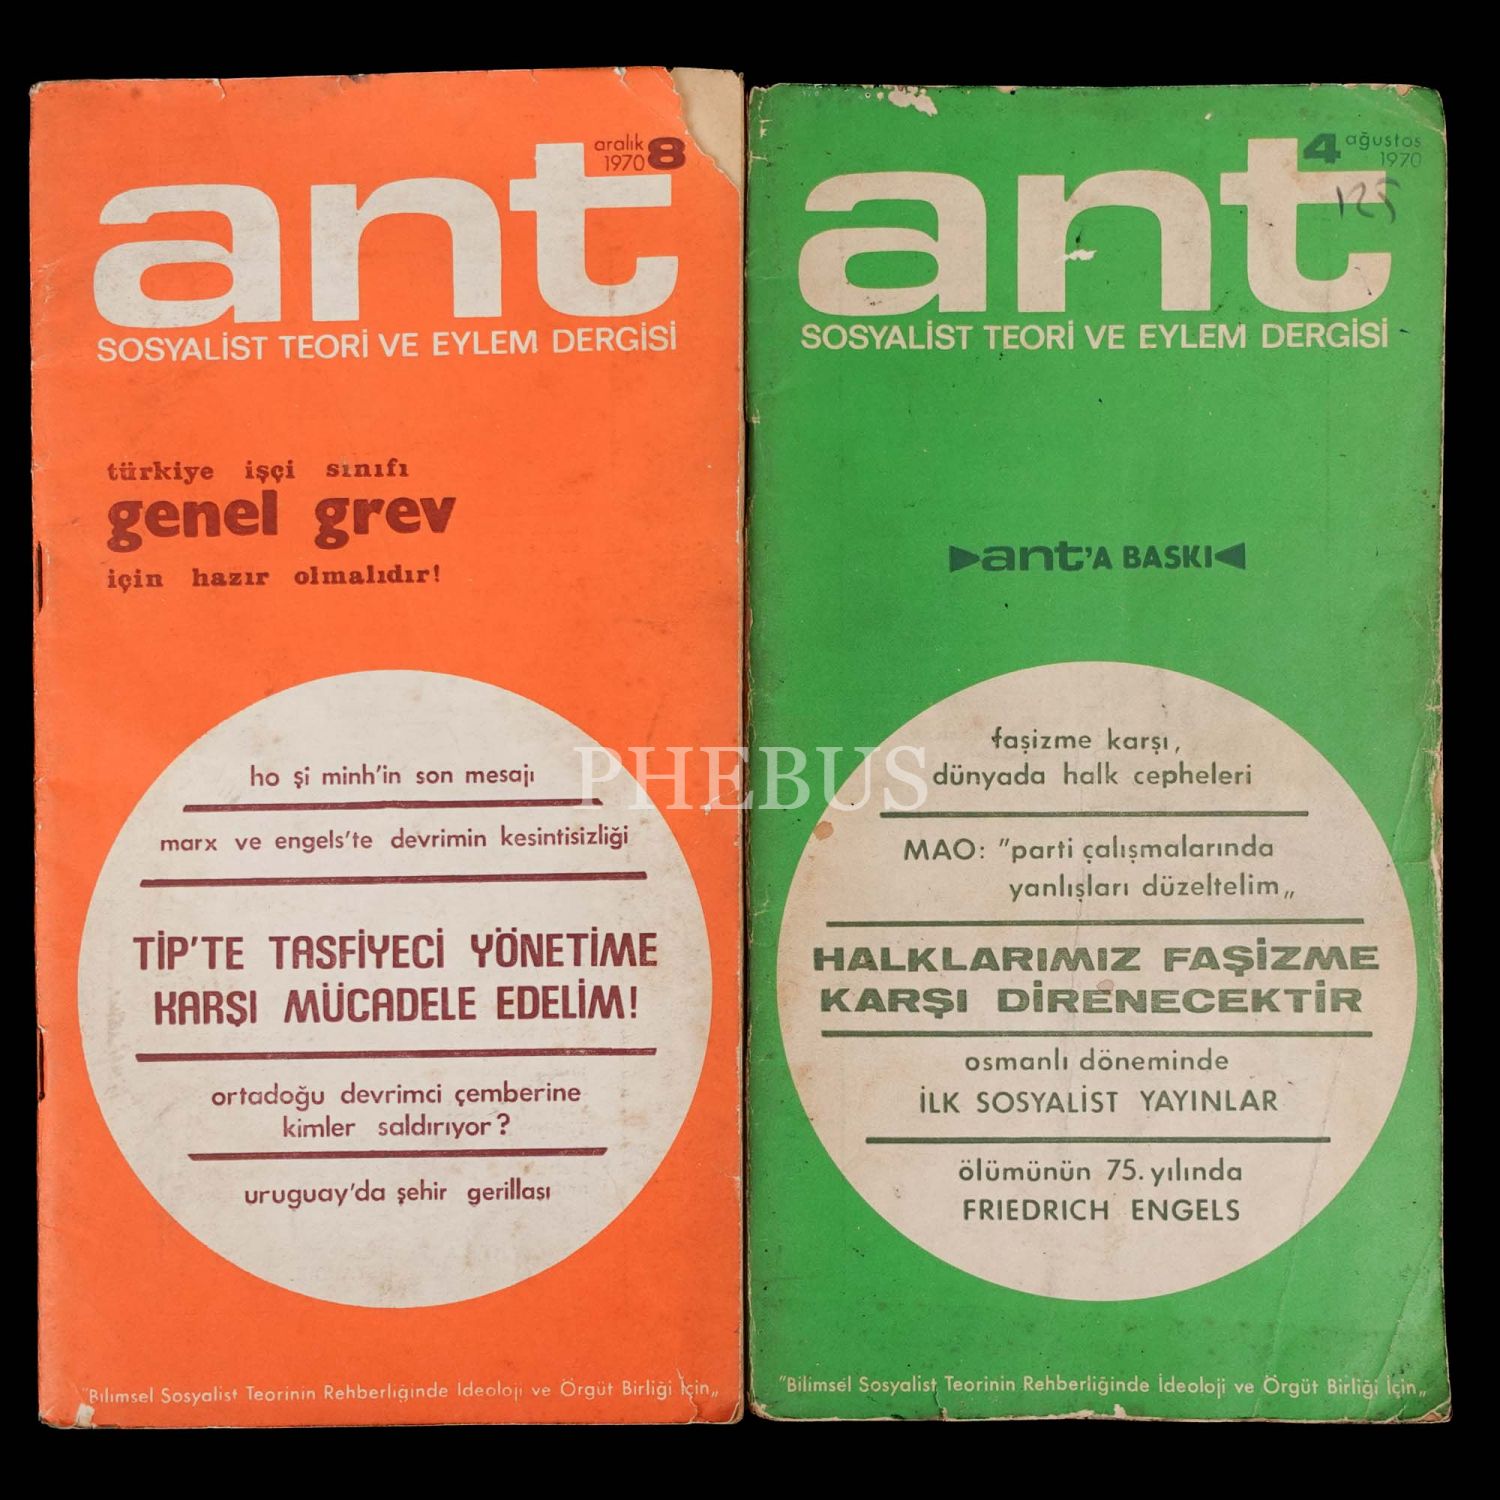 aralık
1970 8
ant
SOSYALİST TEORİ VE EYLEM DERGİSİ
türkiye işçi sınıfı
genel grev
için hazır olmalıdır!
ho şi minh'in son mesajı
marx ve engels'te devrimin kesintisizliği
TİP'TE TASFİYECİ YÖNETİME
KARŞI MÜCADELE EDELİM!
ortadoğu devrimci çemberine
kimler saldırıyor?
uruguay'da şehir gerillası
"Bilimsel Sosyalist Teorinin Rehberliğinde İdeoloji ve Örgüt Birliği İçin„
4 ağustos
1970
125
ant
SOSYALİST TEORİ VE EYLEM DERGİSİ
ant'A BASKI
faşizme karşı,
dünyada halk cepheleri
MAO: "parti çalışmalarında
yanlışları düzeltelim„
HALKLARIMIZ FAŞİZME
KARŞI DİRENECEKTİR
osmanlı döneminde
İLK SOSYALİST YAYINLAR
ölümünün 75. yılında
FRIEDRICH ENGELS
"Bilimsel Sosyalist Teorinin Rehberliğinde İdeoloji ve Örgüt Birliği İçin„
PHEBUS